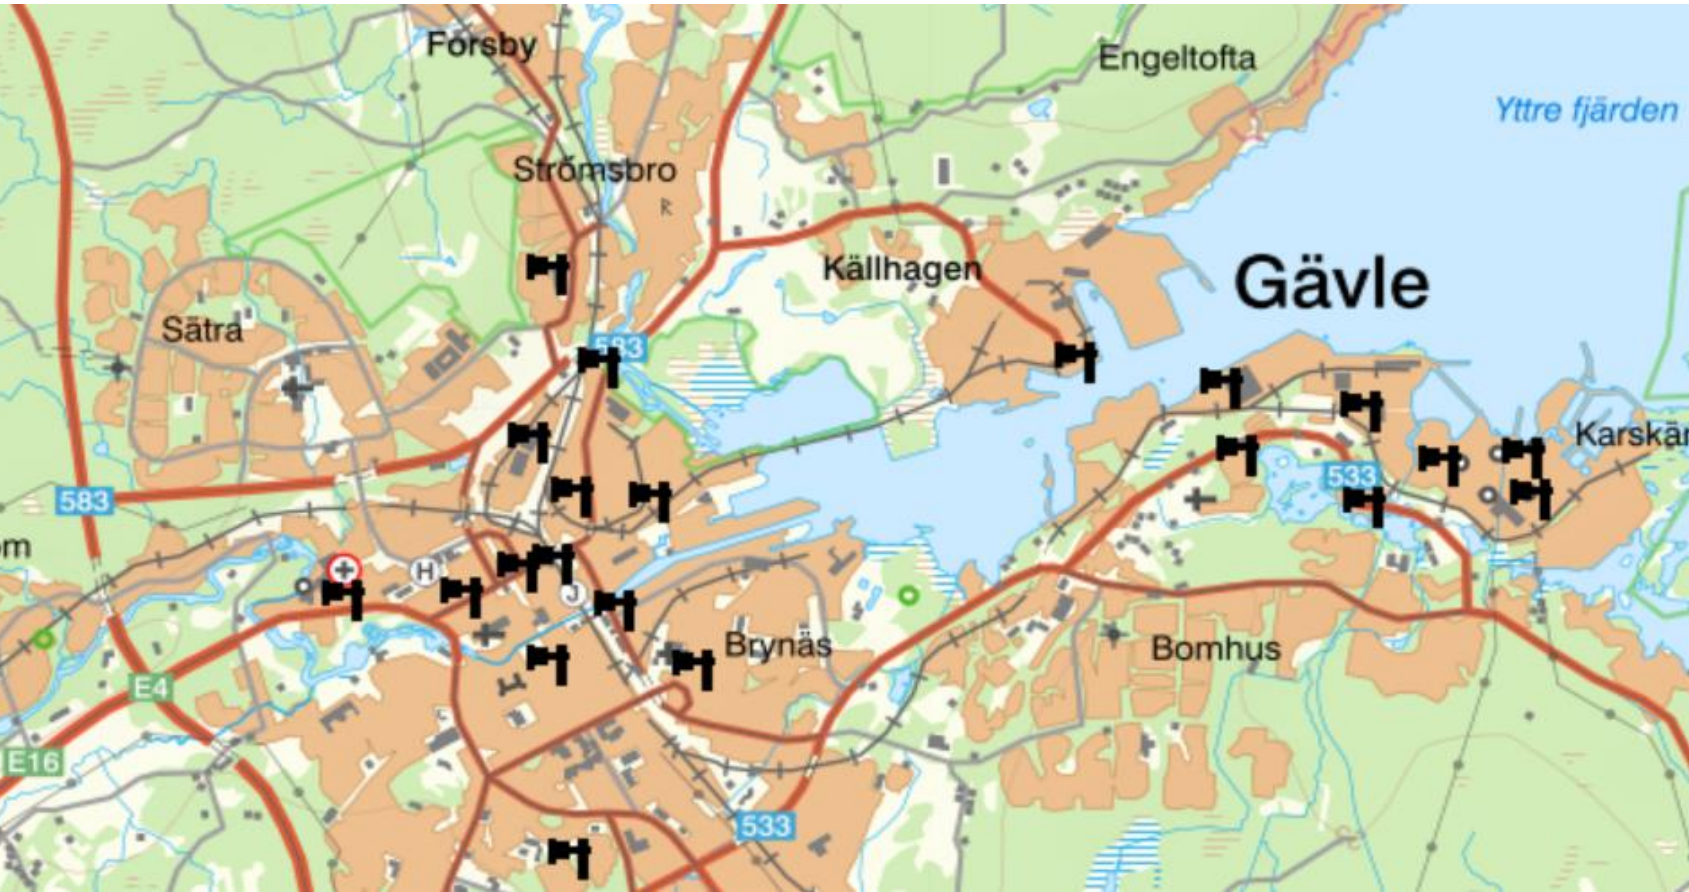 Forsby
Engeltofta
Yttre fjärden
Strömsbro
R
Källhagen
Gävle
Sätra
583
Karskär
583
533
om
H
J
Brynäs
Bomhus
E4
E16
533